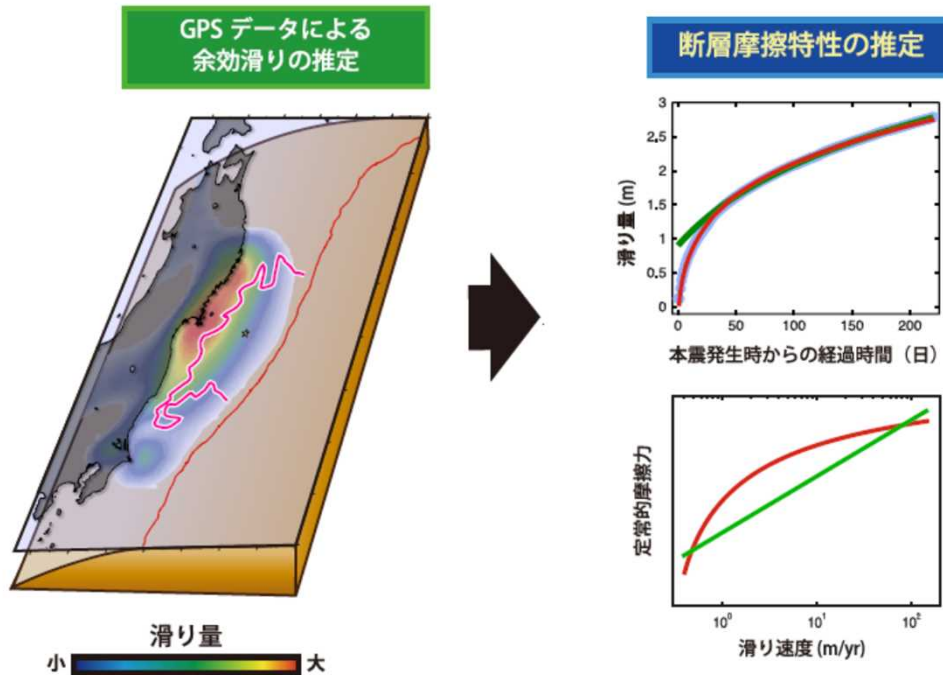 GPS データによる
余効滑りの推定
断層摩擦特性の推定
滑り量
小
大
滑り量 (m)
3
2.5
2
1.5
1
0.5
0
0
50
100
150
200
本震発生時からの経過時間（日）
定常的摩擦力
10⁰
10¹
10²
滑り速度 (m/yr)